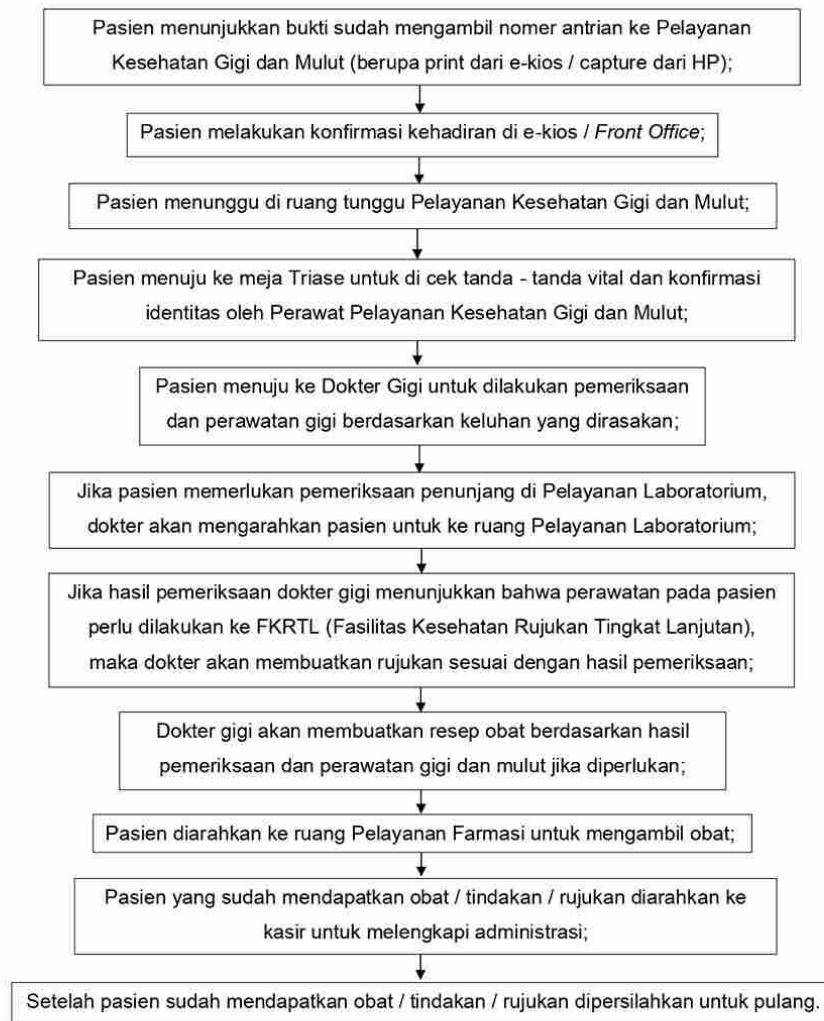 Pasien menunjukkan bukti sudah mengambil nomer antrian ke Pelayanan
Kesehatan Gigi dan Mulut (berupa print dari e-kios / capture dari HP);
Pasien melakukan konfirmasi kehadiran di e-kios / Front Office;
Pasien menunggu di ruang tunggu Pelayanan Kesehatan Gigi dan Mulut;
Pasien menuju ke meja Triase untuk di cek tanda - tanda vital dan konfirmasi
identitas oleh Perawat Pelayanan Kesehatan Gigi dan Mulut;
Pasien menuju ke Dokter Gigi untuk dilakukan pemeriksaan
dan perawatan gigi berdasarkan keluhan yang dirasakan;
Jika pasien memerlukan pemeriksaan penunjang di Pelayanan Laboratorium,
dokter akan mengarahkan pasien untuk ke ruang Pelayanan Laboratorium;
Jika hasil pemeriksaan dokter gigi menunjukkan bahwa perawatan pada pasien
perlu dilakukan ke FKRTL (Fasilitas Kesehatan Rujukan Tingkat Lanjutan),
maka dokter akan membuatkan rujukan sesuai dengan hasil pemeriksaan;
Dokter gigi akan membuatkan resep obat berdasarkan hasil
pemeriksaan dan perawatan gigi dan mulut jika diperlukan;
Pasien diarahkan ke ruang Pelayanan Farmasi untuk mengambil obat;
Pasien yang sudah mendapatkan obat / tindakan / rujukan diarahkan ke
kasir untuk melengkapi administrasi;
Setelah pasien sudah mendapatkan obat / tindakan / rujukan dipersilahkan untuk pulang.